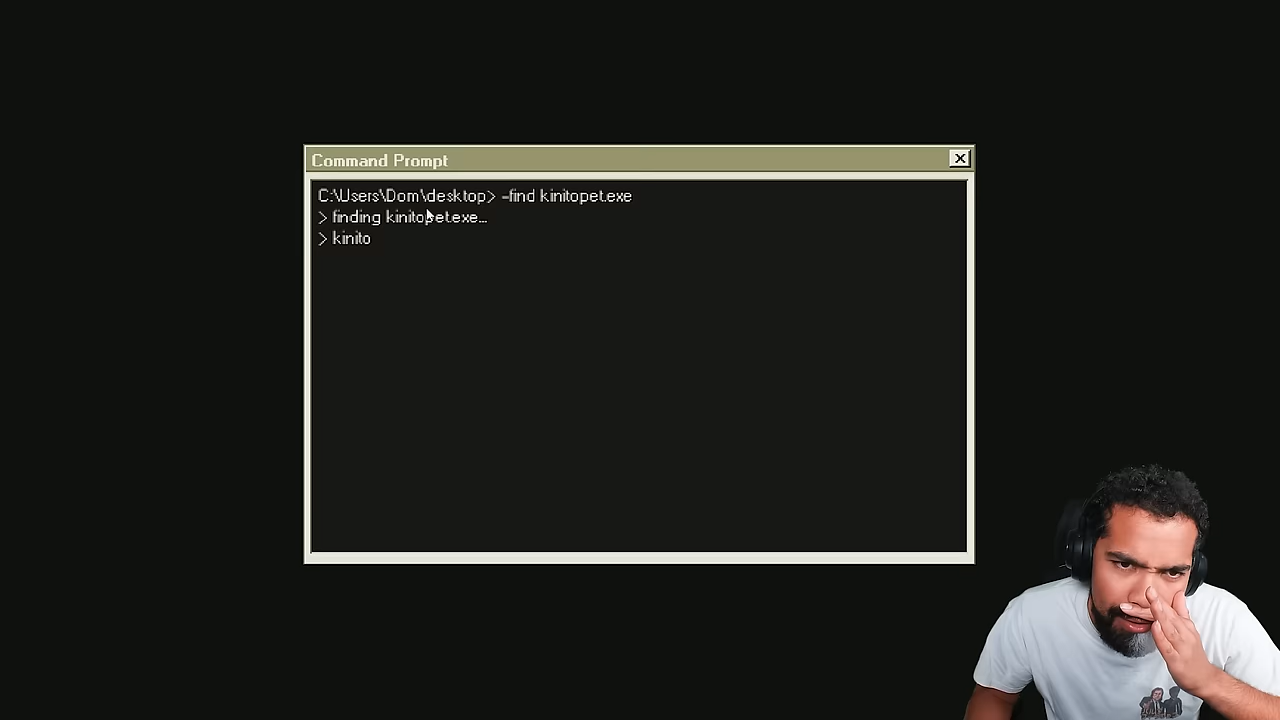 Command Prompt
C:\Users\Dom\desktop> -find kinitopet.exe
> finding kinitopet.exe...
> kinito